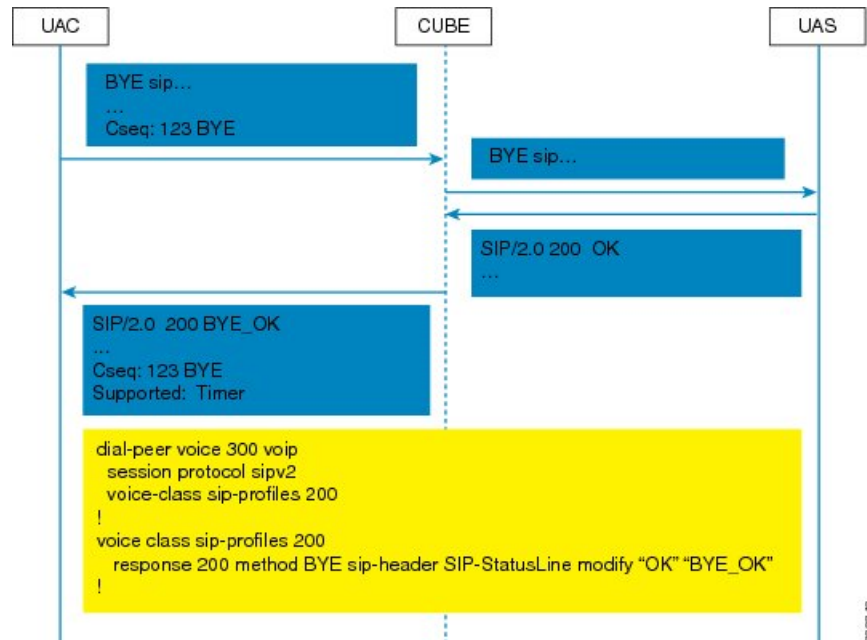 UAC
CUBE
UAS
BYE sip...
...
Cseq: 123 BYE
BYE sip...
SIP/2.0 200 OK
...
SIP/2.0 200 BYE_OK
...
Cseq: 123 BYE
Supported: Timer
dial-peer voice 300 voip
session protocol sipv2
voice-class sip-profiles 200
!
voice class sip-profiles 200
response 200 method BYE sip-header SIP-StatusLine modify “OK” “BYE_OK”
!